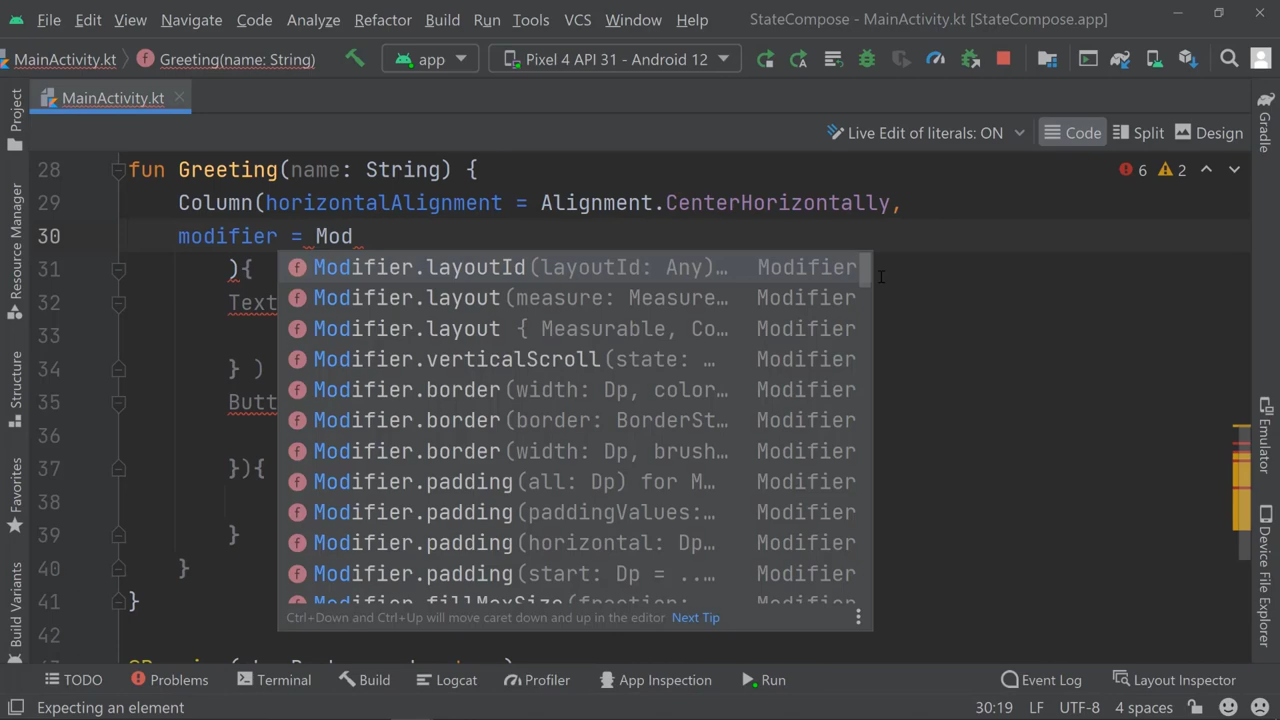 File Edit View Navigate Code Analyze Refactor Build Run Tools VCS Window Help StateCompose - MainActivity.kt [StateCompose.app]
MainActivity.kt Greeting(name: String) app Pixel 4 API 31 - Android 12
MainActivity.kt
Live Edit of literals: ON Code Split Design
28 fun Greeting(name: String) {
6 2
29 Column(horizontalAlignment = Alignment.CenterHorizontally,
30 modifier = Mod
31 ){
32 Text
34 } )
35 Butt
36
37 }){
38
39 }
40 }
41 }
42
Modifier.layoutId(layoutId: Any)... Modifier
Modifier.layout(measure: Measure... Modifier
Modifier.layout { Measurable, Co... Modifier
Modifier.verticalScroll(state: ... Modifier
Modifier.border(width: Dp, color... Modifier
Modifier.border(border: BorderSt... Modifier
Modifier.border(width: Dp, brush... Modifier
Modifier.padding(all: Dp) for M... Modifier
Modifier.padding(paddingValues:... Modifier
Modifier.padding(horizontal: Dp... Modifier
Modifier.padding(start: Dp = ... Modifier
Modifier.fillMaxSize(fraction: Modifier
Ctrl+Down and Ctrl+Up will move caret down and up in the editor Next Tip
Project
Resource Manager
Structure
Favorites
Build Variants
Gradle
Emulator
Device File Explorer
TODO Problems Terminal Build Logcat Profiler App Inspection Run Event Log Layout Inspector
Expecting an element 30:19 LF UTF-8 4 spaces